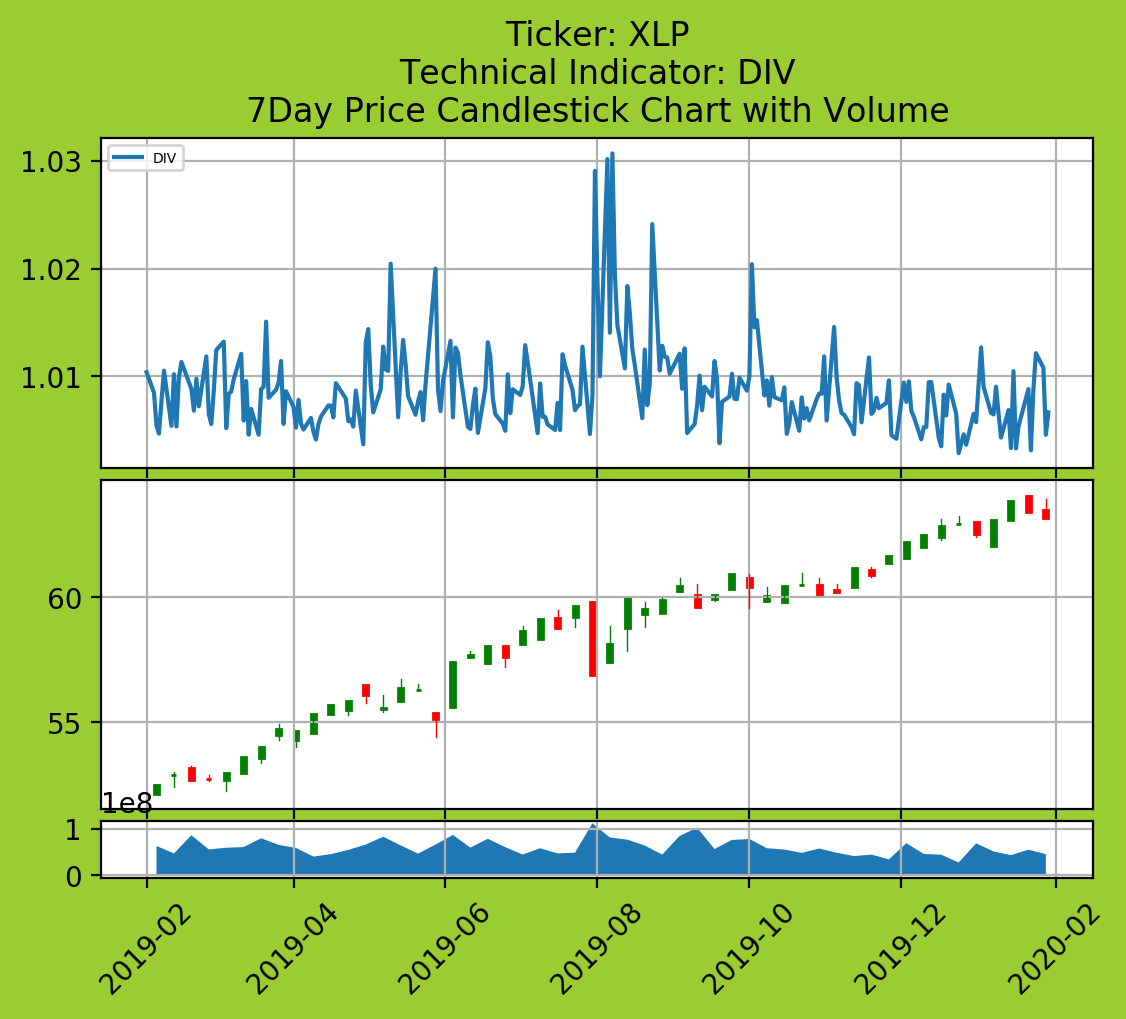 Ticker: XLP
Technical Indicator: DIV
7Day Price Candlestick Chart with Volume
DIV
1.03
1.02
1.01
60
55
1e8
1
0
2019-02
2019-04
2019-06
2019-08
2019-10
2019-12
2020-02